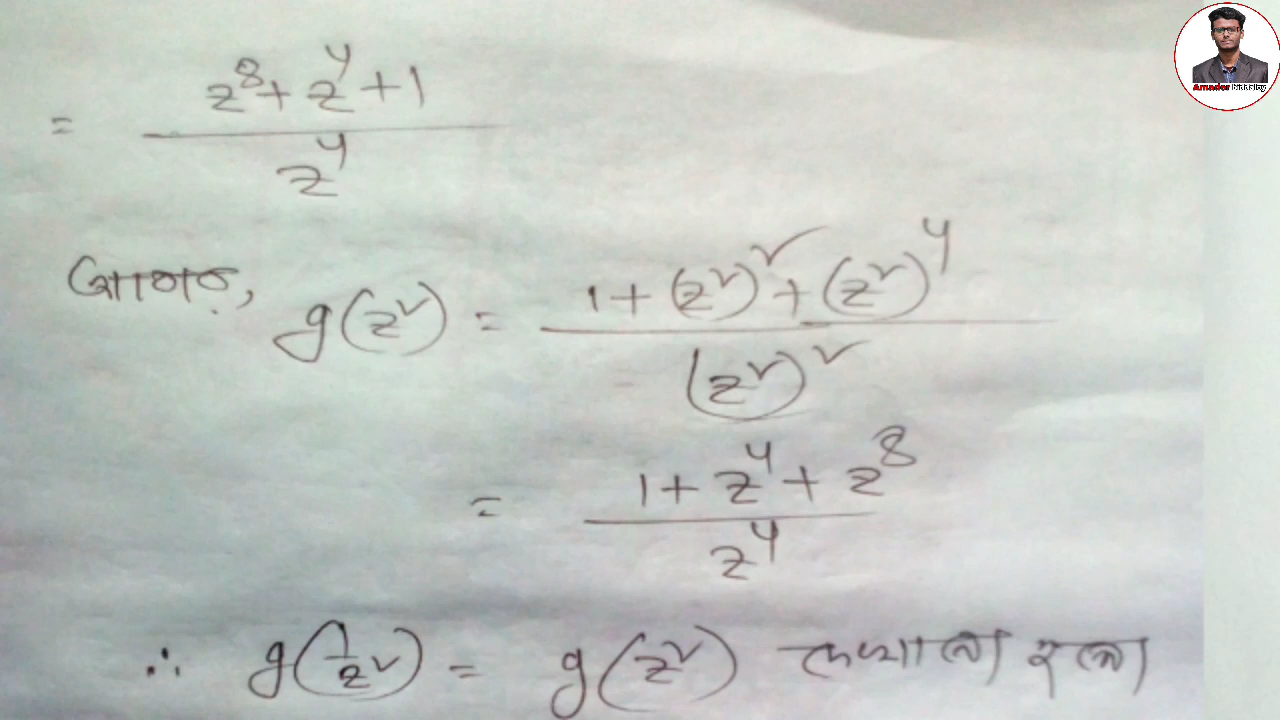 = (z⁸ + z⁴ + 1) / z⁴
আবার, g(z²) = (1 + (z²)² + (z²)⁴) / (z²)²
= (1 + z⁴ + z⁸) / z⁴
∴ g(1/z²) = g(z²) দেখানো হলো